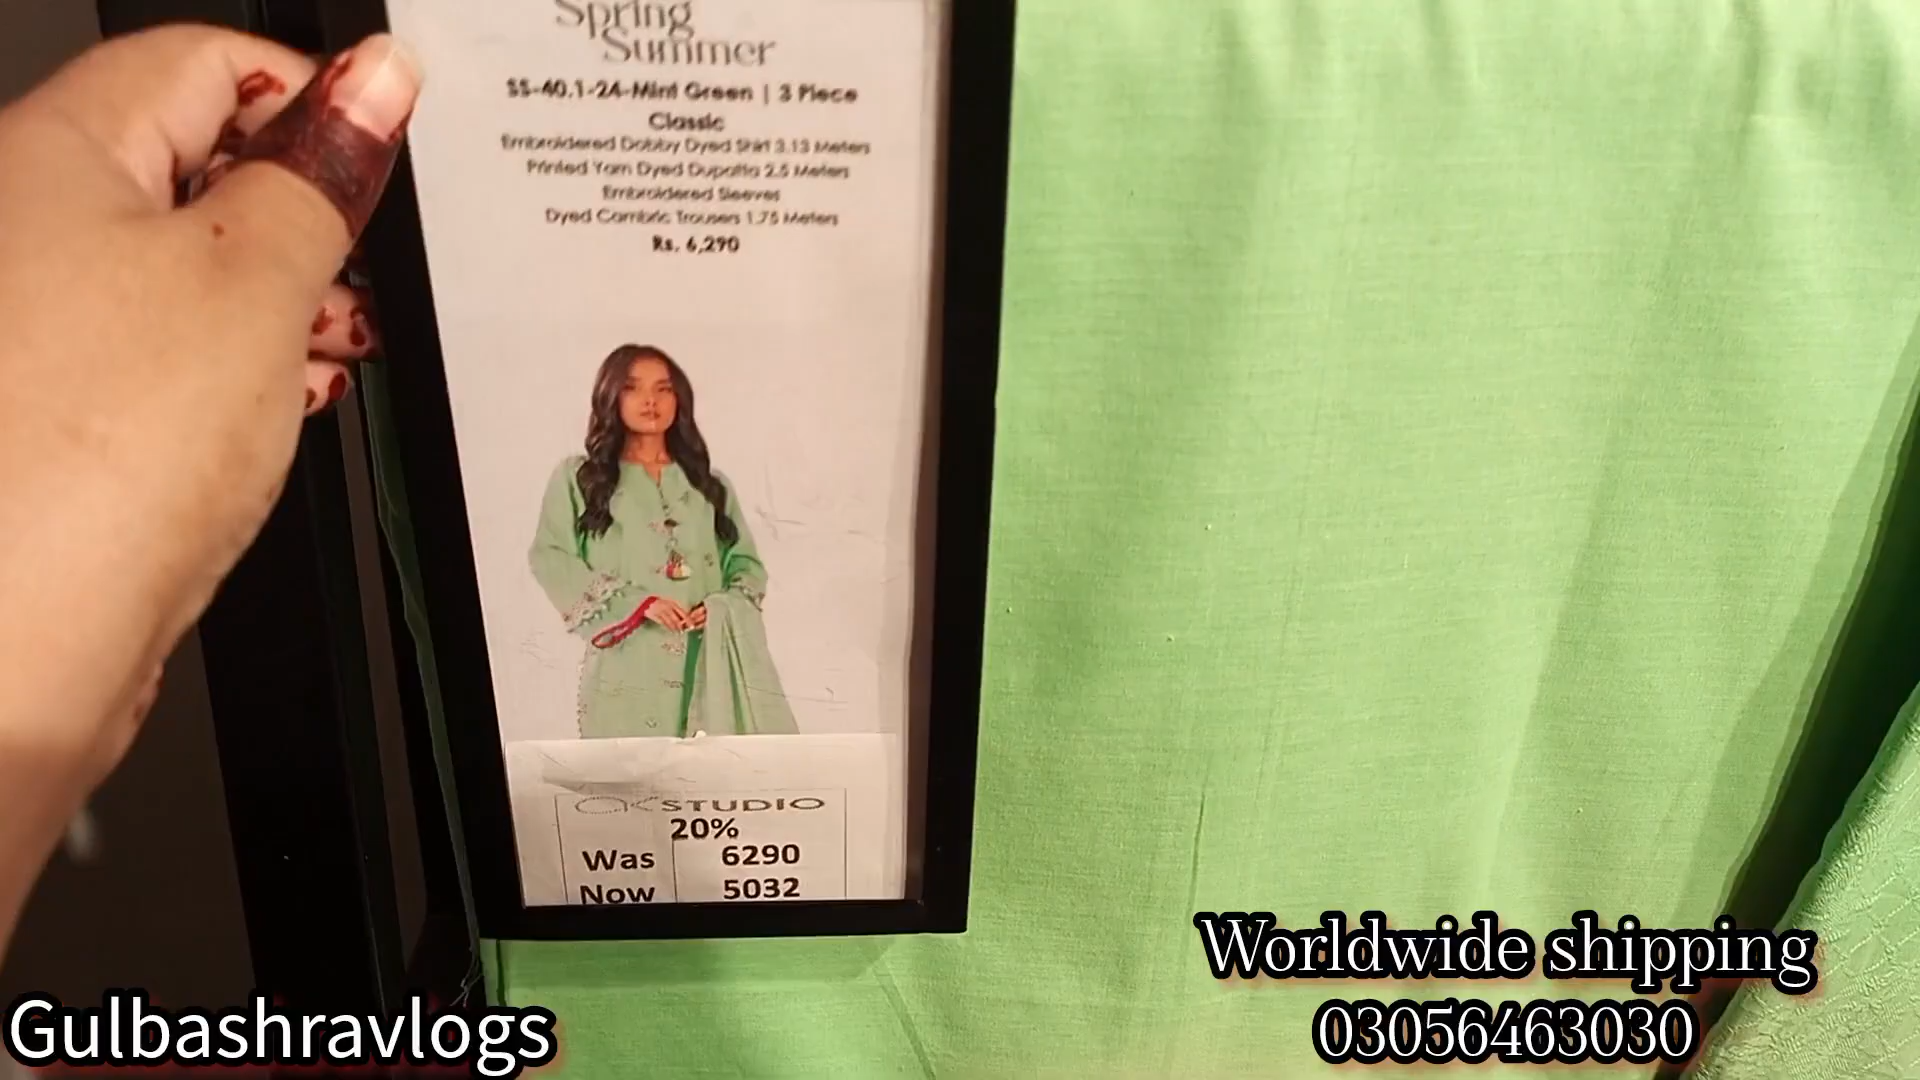 Spring
Summer
SS-40.1-24-Mint Green | 3 Piece
Classic
Embroidered Dobby Dyed Shirt 3.13 Meters
Printed Yarn Dyed Dupatta 2.5 Meters
Embroidered Sleeves
Dyed Cambric Trousers 1.75 Meters
Rs. 6,290
STUDIO
20%
Was 6290
Now 5032
Worldwide shipping
03056463030
Gulbashravlogs